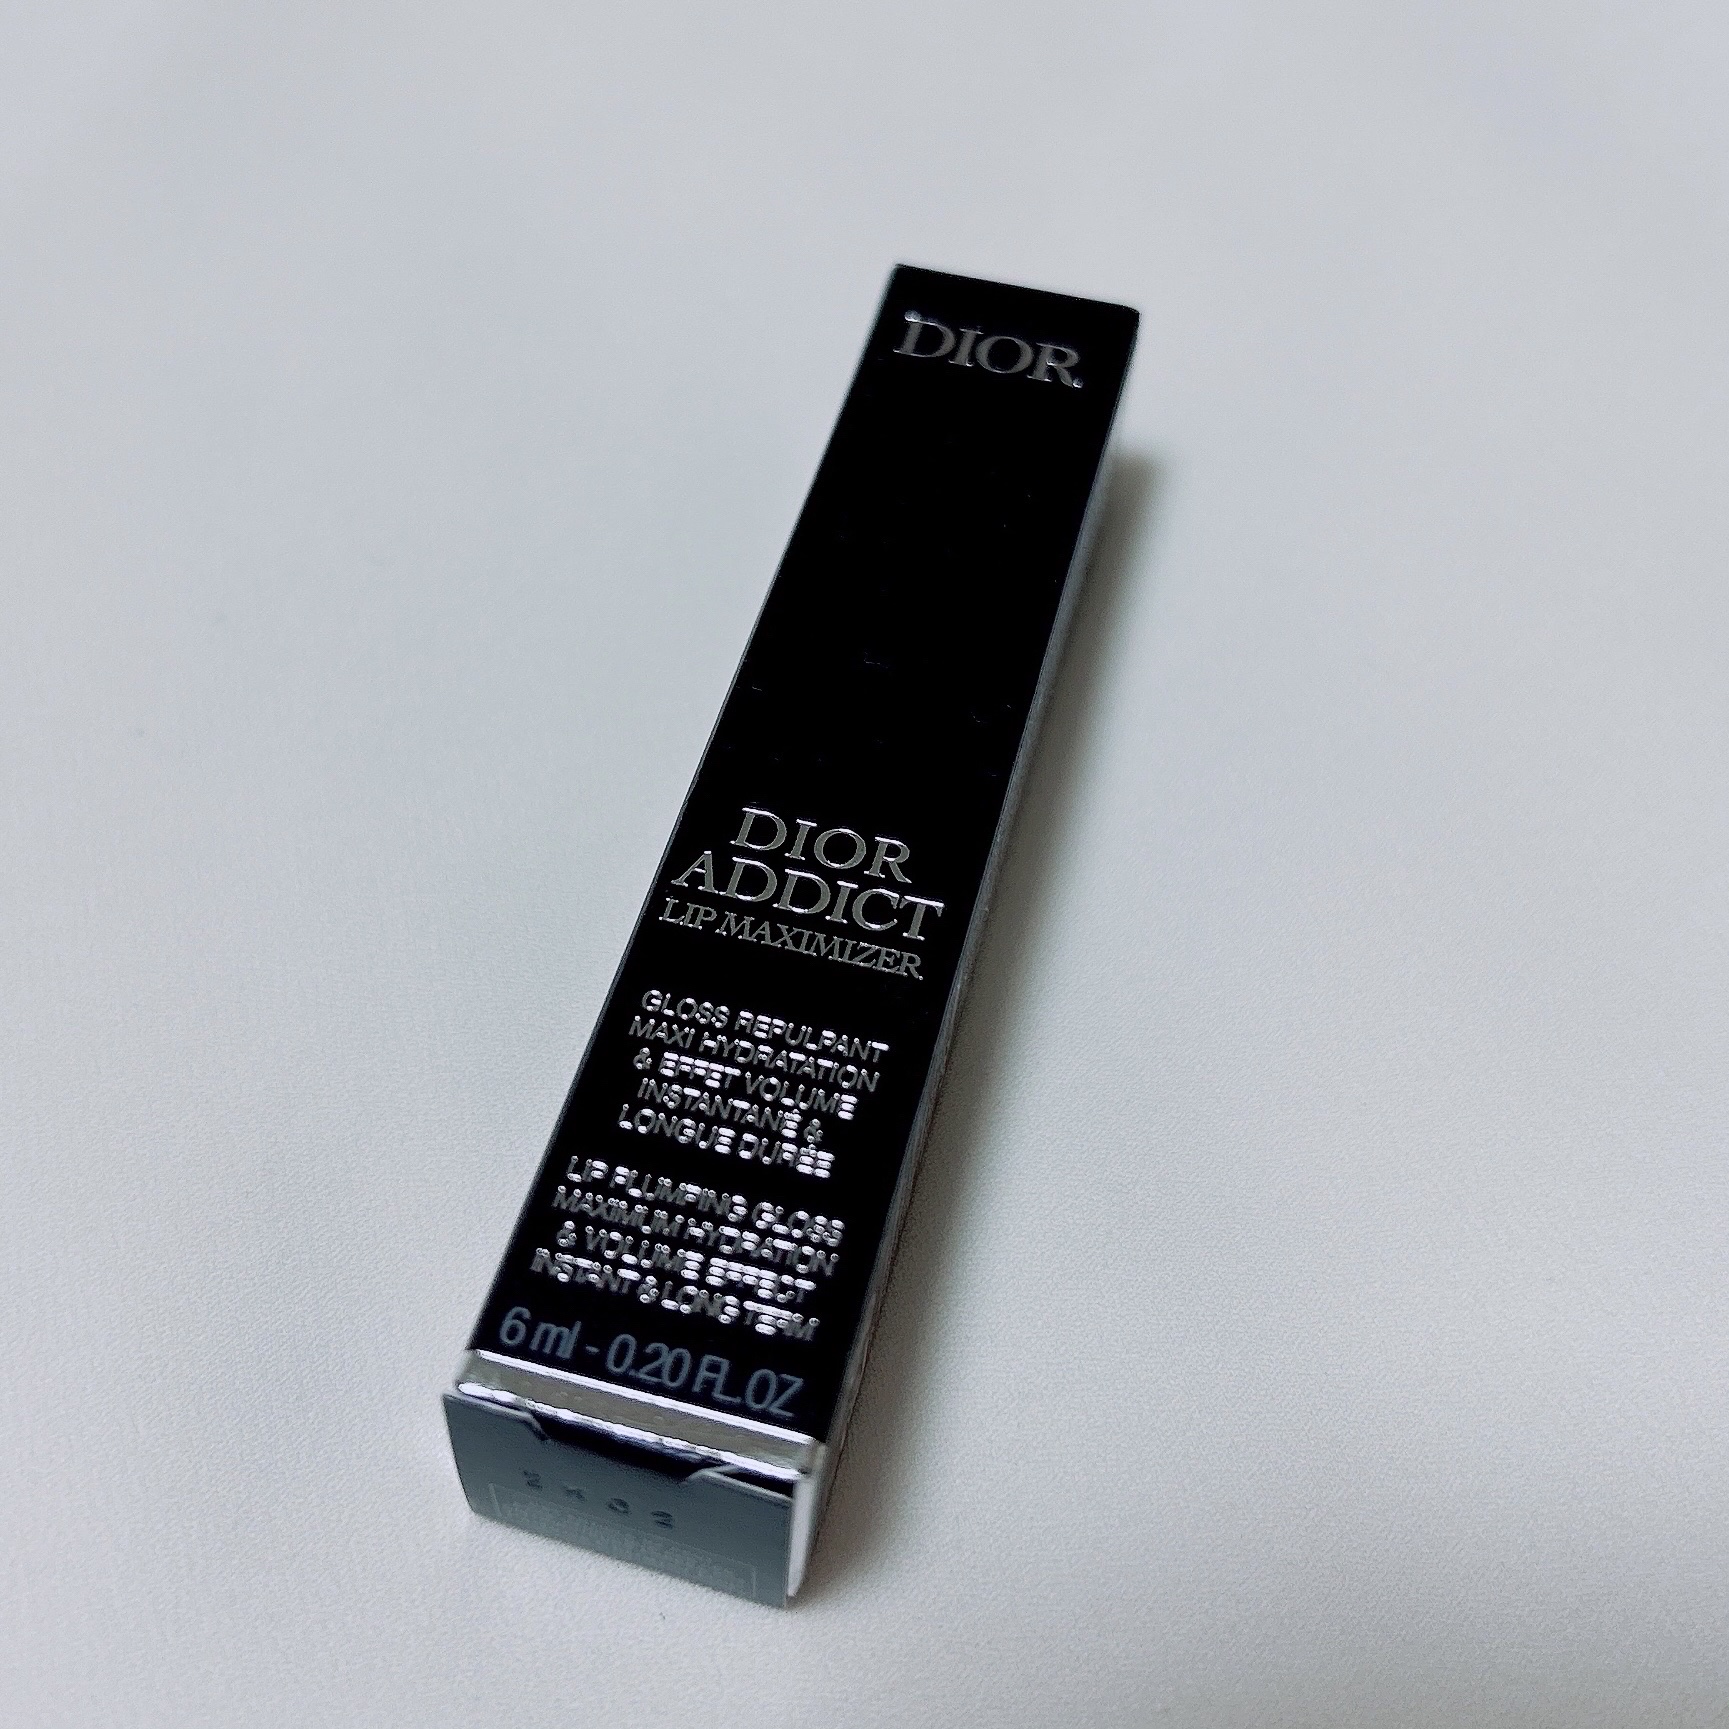 DIOR
DIOR
ADDICT
LIP MAXIMIZER
GLOSS REPULPANT
MAXI HYDRATATION
& EFFET VOLUME
INSTANTANÉ &
LONGUE DURÉE
LIP PLUMPING GLOSS
MAXIMUM HYDRATION
& VOLUME EFFECT
INSTANT & LONG TERM
6 ml - 0.20 FL.OZ